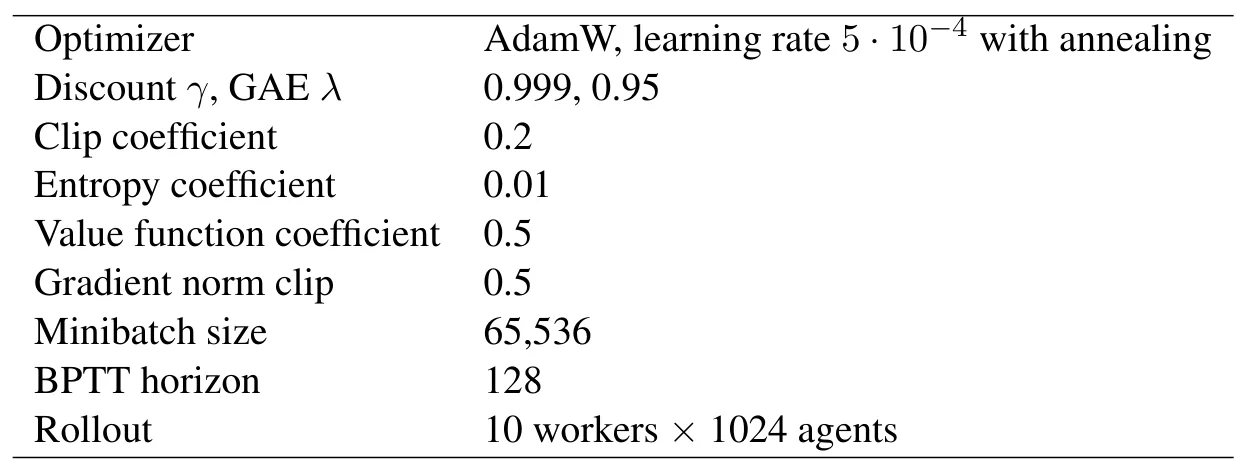 Optimizer AdamW, learning rate 5 · 10⁻⁴ with annealing
Discount γ, GAE λ 0.999, 0.95
Clip coefficient 0.2
Entropy coefficient 0.01
Value function coefficient 0.5
Gradient norm clip 0.5
Minibatch size 65,536
BPTT horizon 128
Rollout 10 workers × 1024 agents